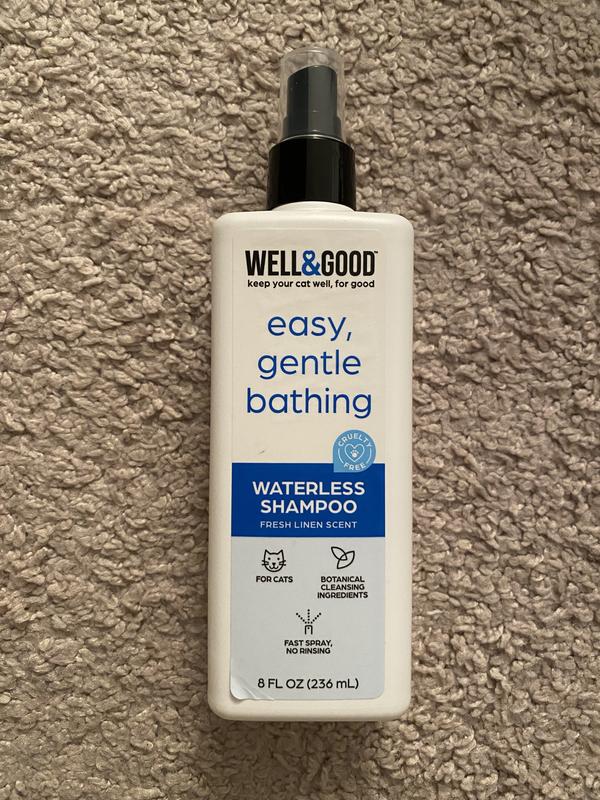 WELL&GOOD™
keep your cat well, for good
easy,
gentle
bathing
CRUELTY
FREE
WATERLESS
SHAMPOO
FRESH LINEN SCENT
FOR CATS
BOTANICAL
CLEANSING
INGREDIENTS
FAST SPRAY,
NO RINSING
8 FL OZ (236 mL)